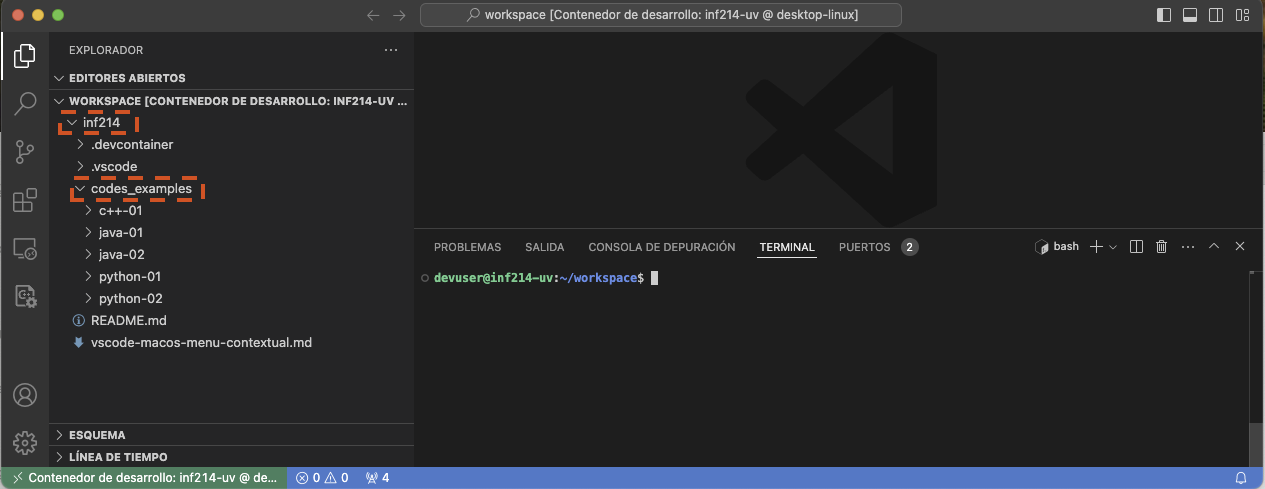 workspace [Contenedor de desarrollo: inf214-uv @ desktop-linux]
EXPLORADOR
EDITORES ABIERTOS
WORKSPACE [CONTENEDOR DE DESARROLLO: INF214-UV ...
inf214
.devcontainer
.vscode
codes_examples
c++-01
java-01
java-02
python-01
python-02
README.md
vscode-macos-menu-contextual.md
ESQUEMA
LÍNEA DE TIEMPO
PROBLEMAS SALIDA CONSOLA DE DEPURACIÓN TERMINAL PUERTOS 2 bash
devuser@inf214-uv:~/workspace$
Contenedor de desarrollo: inf214-uv @ de... 0 0 4